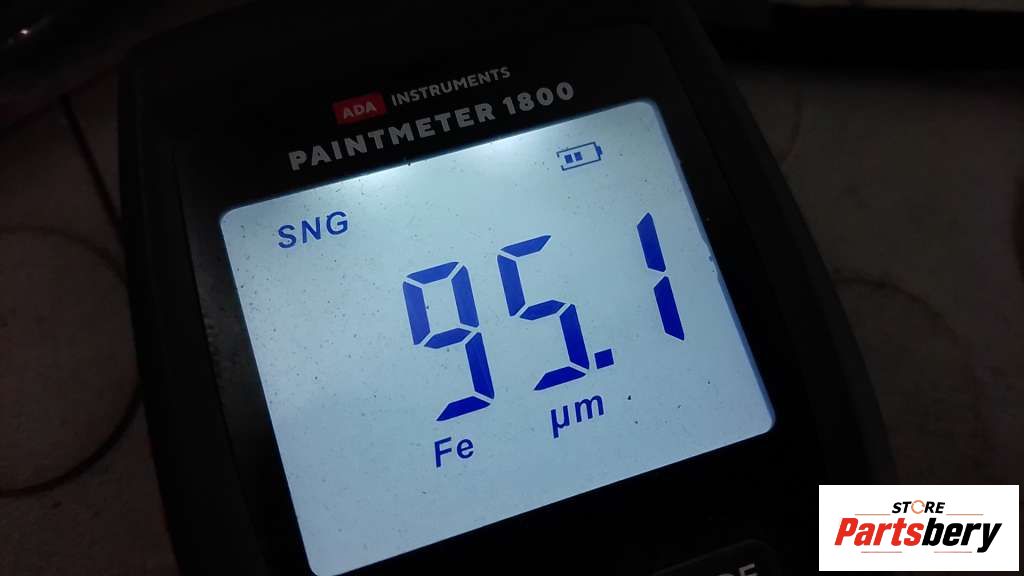 ADA INSTRUMENTS
PAINTMETER 1800
SNG
95.1
Fe µm
STORE
Partsbery